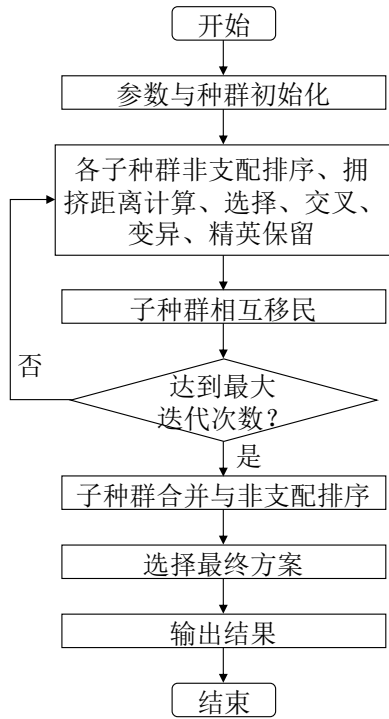 开始
参数与种群初始化
各子种群非支配排序、拥
挤距离计算、选择、交叉、
变异、精英保留
子种群相互移民
否
达到最大
迭代次数？
是
子种群合并与非支配排序
选择最终方案
输出结果
结束